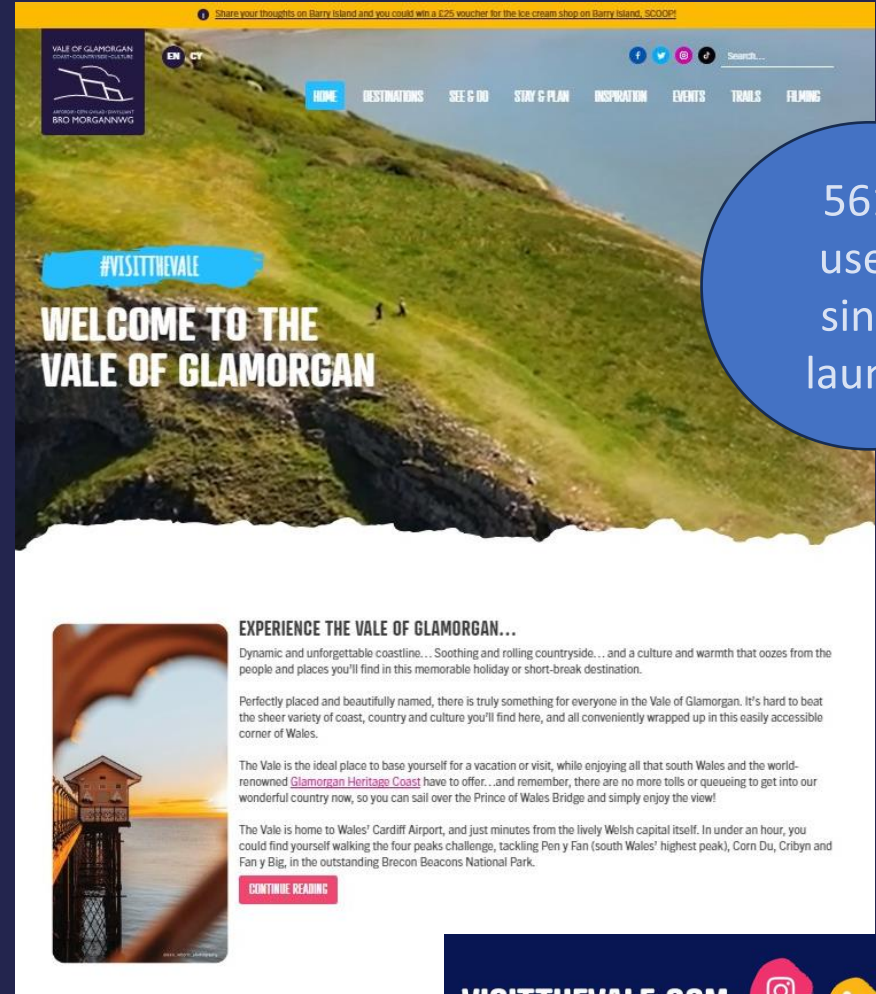 Share your thoughts on Barry Island and you could win a £25 voucher for the ice cream shop on Barry Island, SCOOP!
VALE OF GLAMORGAN
COAST•COUNTRYSIDE•CULTURE
BRO MORGANNWG
EN CY
Search...
HOME DESTINATIONS SEE & DO STAY & PLAN INSPIRATION EVENTS TRAILS FILMING
#VISITTHEVALE
WELCOME TO THE
VALE OF GLAMORGAN
EXPERIENCE THE VALE OF GLAMORGAN...
Dynamic and unforgettable coastline... Soothing and rolling countryside... and a culture and warmth that oozes from the
people and places you'll find in this memorable holiday or short-break destination.
Perfectly placed and beautifully named, there is truly something for everyone in the Vale of Glamorgan. It's hard to beat
the sheer variety of coast, country and culture you'll find here, and all conveniently wrapped up in this easily accessible
corner of Wales.
The Vale is the ideal place to base yourself for a vacation or visit, while enjoying all that south Wales and the world-
renowned Glamorgan Heritage Coast have to offer...and remember, there are no more tolls or queueing to get into our
wonderful country now, so you can sail over the Prince of Wales Bridge and simply enjoy the view!
The Vale is home to Wales' Cardiff Airport, and just minutes from the lively Welsh capital itself. In under an hour, you
could find yourself walking the four peaks challenge, tackling Pen y Fan (south Wales' highest peak), Corn Du, Cribyn and
Fan y Big, in the outstanding Brecon Beacons National Park.
CONTINUE READING
VISITTHEVALE.COM